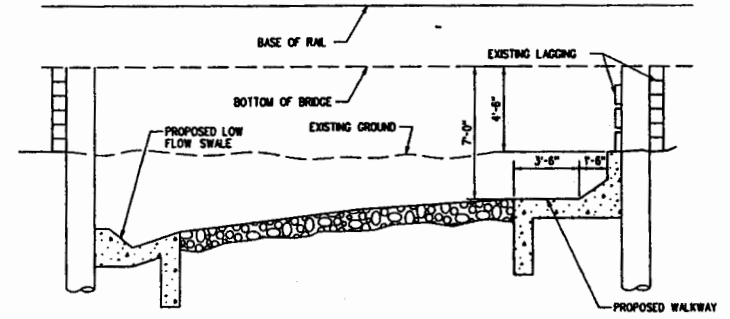 BASE OF RAIL
EXISTING LAGGING
BOTTOM OF BRIDGE
4'-6"
7'-0"
PROPOSED LOW
FLOW SWALE
EXISTING GROUND
3'-6"
1'-6"
PROPOSED WALKWAY